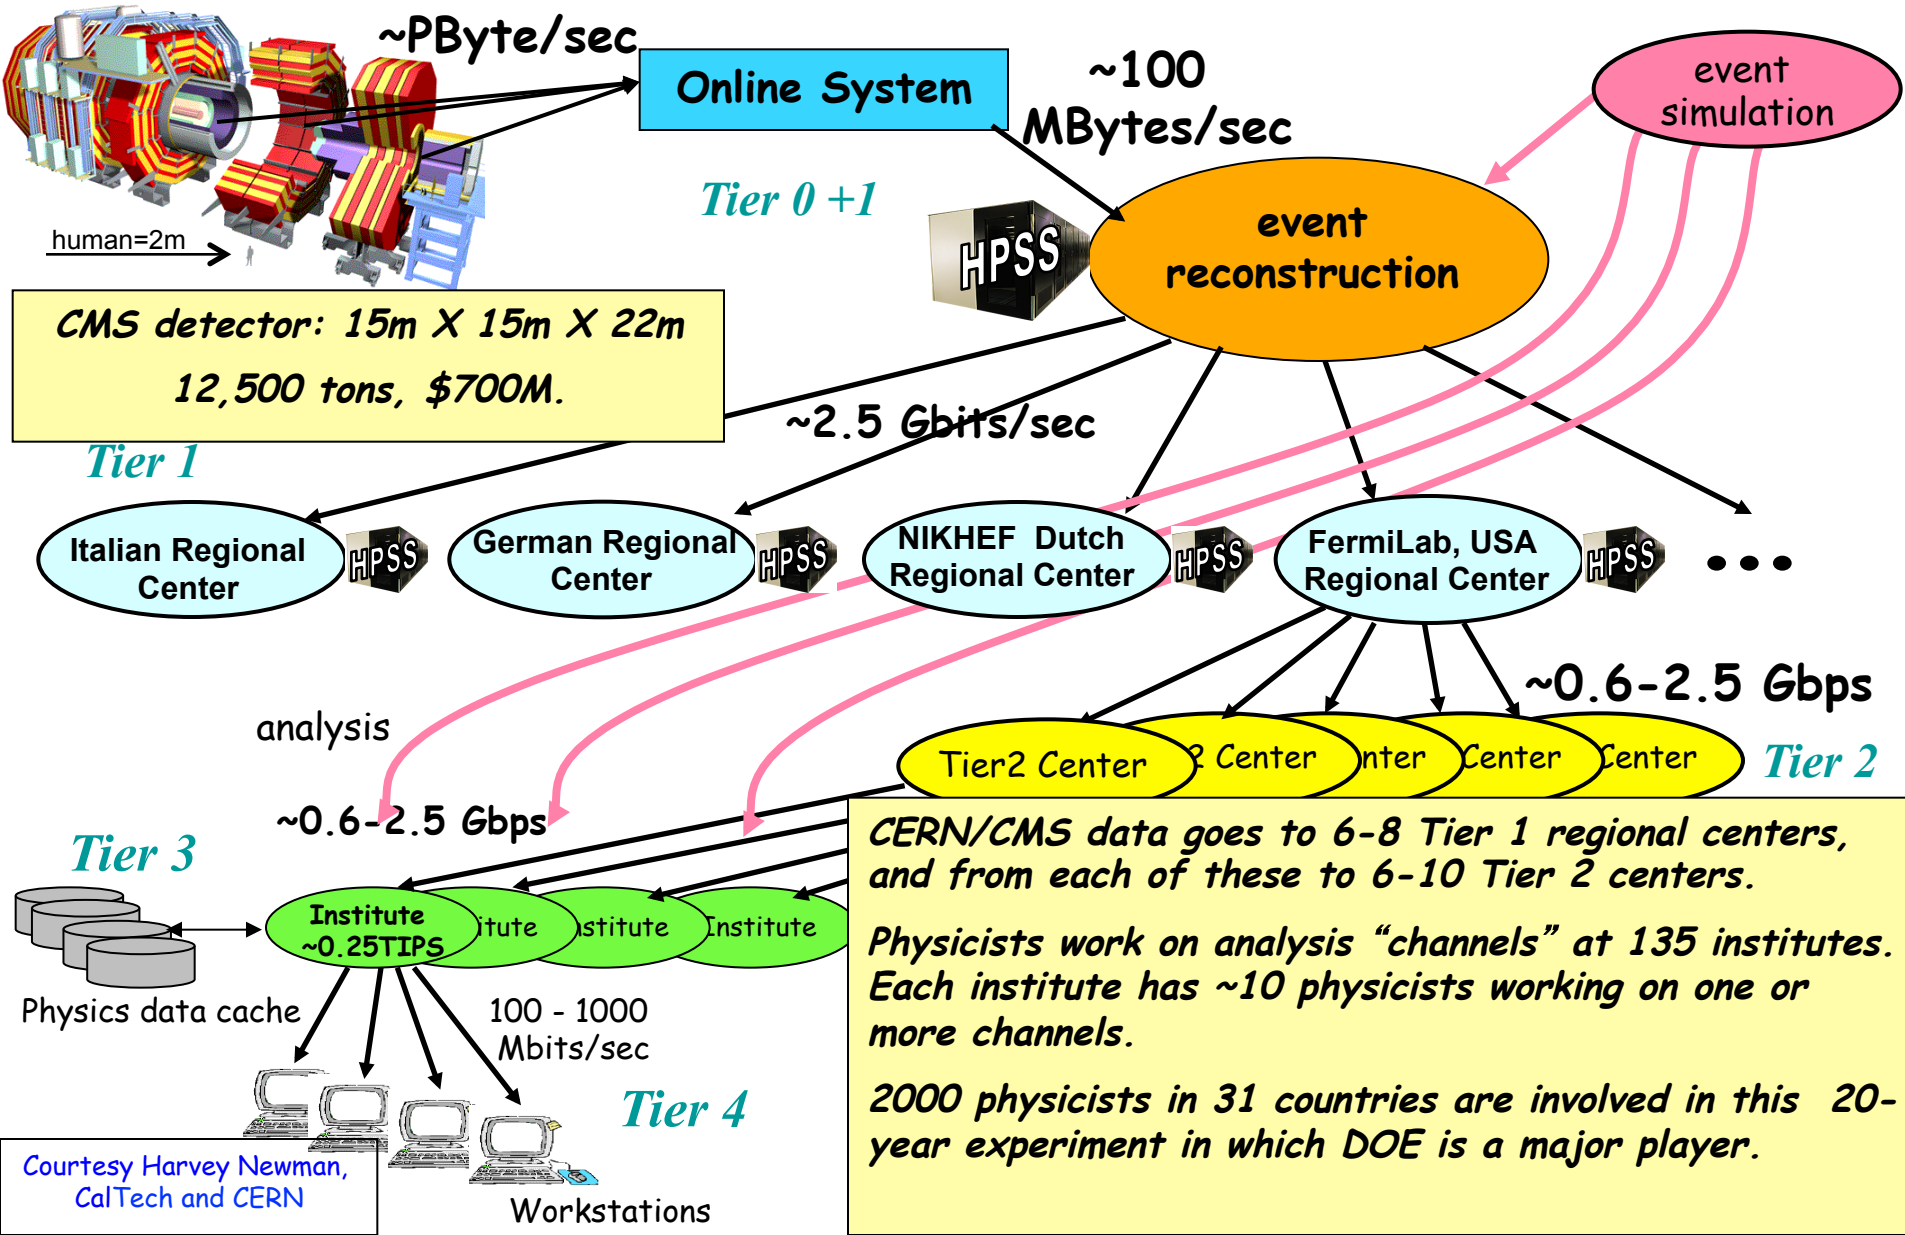 ~PByte/sec
Online System
~100
MBytes/sec
event
simulation
Tier 0 +1
HPSS
event
reconstruction
human=2m
CMS detector: 15m X 15m X 22m
12,500 tons, $700M.
~2.5 Gbits/sec
Tier 1
Italian Regional
Center
HPSS
German Regional
Center
HPSS
NIKHEF Dutch
Regional Center
HPSS
FermiLab, USA
Regional Center
HPSS
•••
~0.6-2.5 Gbps
analysis
Tier2 Center
2 Center
nter
Center
Center
Tier 2
~0.6-2.5 Gbps
Tier 3
Institute
~0.25TIPS
itute
stitute
Institute
Physics data cache
100 - 1000
Mbits/sec
Tier 4
Workstations
CERN/CMS data goes to 6-8 Tier 1 regional centers,
and from each of these to 6-10 Tier 2 centers.
Physicists work on analysis “channels” at 135 institutes.
Each institute has ~10 physicists working on one or
more channels.
2000 physicists in 31 countries are involved in this 20-
year experiment in which DOE is a major player.
Courtesy Harvey Newman,
CalTech and CERN